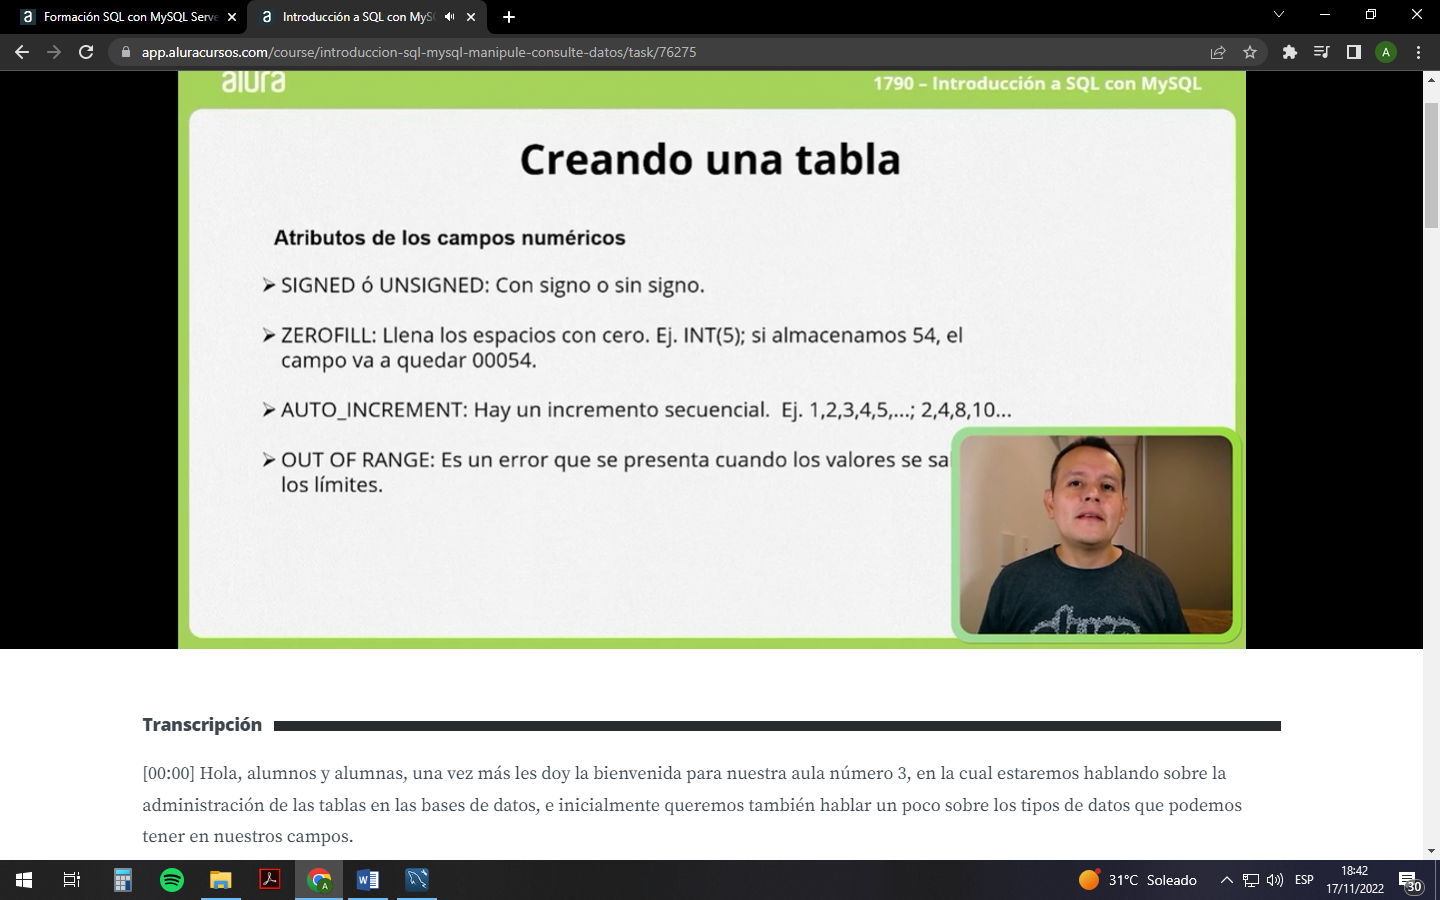 Formación SQL con MySQL Serve
Introducción a SQL con MyS
app.aluracursos.com/course/introduccion-sql-mysql-manipule-consulte-datos/task/76275
A
alura
1790 – Introducción a SQL con MySQL
Creando una tabla
Atributos de los campos numéricos
➢ SIGNED ó UNSIGNED: Con signo o sin signo.
➢ ZEROFILL: Llena los espacios con cero. Ej. INT(5); si almacenamos 54, el
campo va a quedar 00054.
➢ AUTO_INCREMENT: Hay un incremento secuencial. Ej. 1,2,3,4,5,...; 2,4,8,10...
➢ OUT OF RANGE: Es un error que se presenta cuando los valores se sa
los límites.
Transcripción
[00:00] Hola, alumnos y alumnas, una vez más les doy la bienvenida para nuestra aula número 3, en la cual estaremos hablando sobre la
administración de las tablas en las bases de datos, e inicialmente queremos también hablar un poco sobre los tipos de datos que podemos
tener en nuestros campos.
31°C Soleado
ESP
18:42
17/11/2022
30